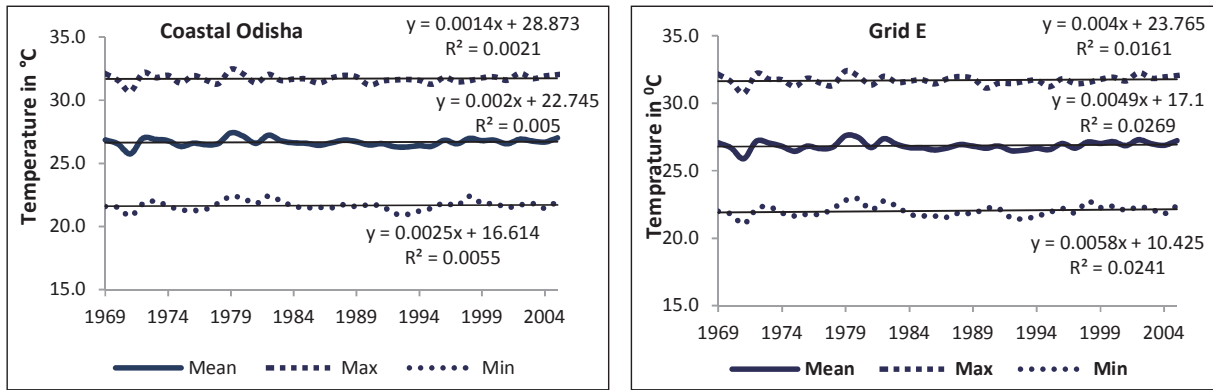 Coastal Odisha
y = 0.0014x + 28.873
R² = 0.0021
y = 0.002x + 22.745
R² = 0.005
y = 0.0025x + 16.614
R² = 0.0055
Temperature in °C
35.0
30.0
25.0
20.0
15.0
1969 1974 1979 1984 1989 1994 1999 2004
Mean Max Min
Grid E
y = 0.004x + 23.765
R² = 0.0161
y = 0.0049x + 17.1
R² = 0.0269
y = 0.0058x + 10.425
R² = 0.0241
Temprature in ⁰C
35.0
30.0
25.0
20.0
15.0
1969 1974 1979 1984 1989 1994 1999 2004
Mean Max Min